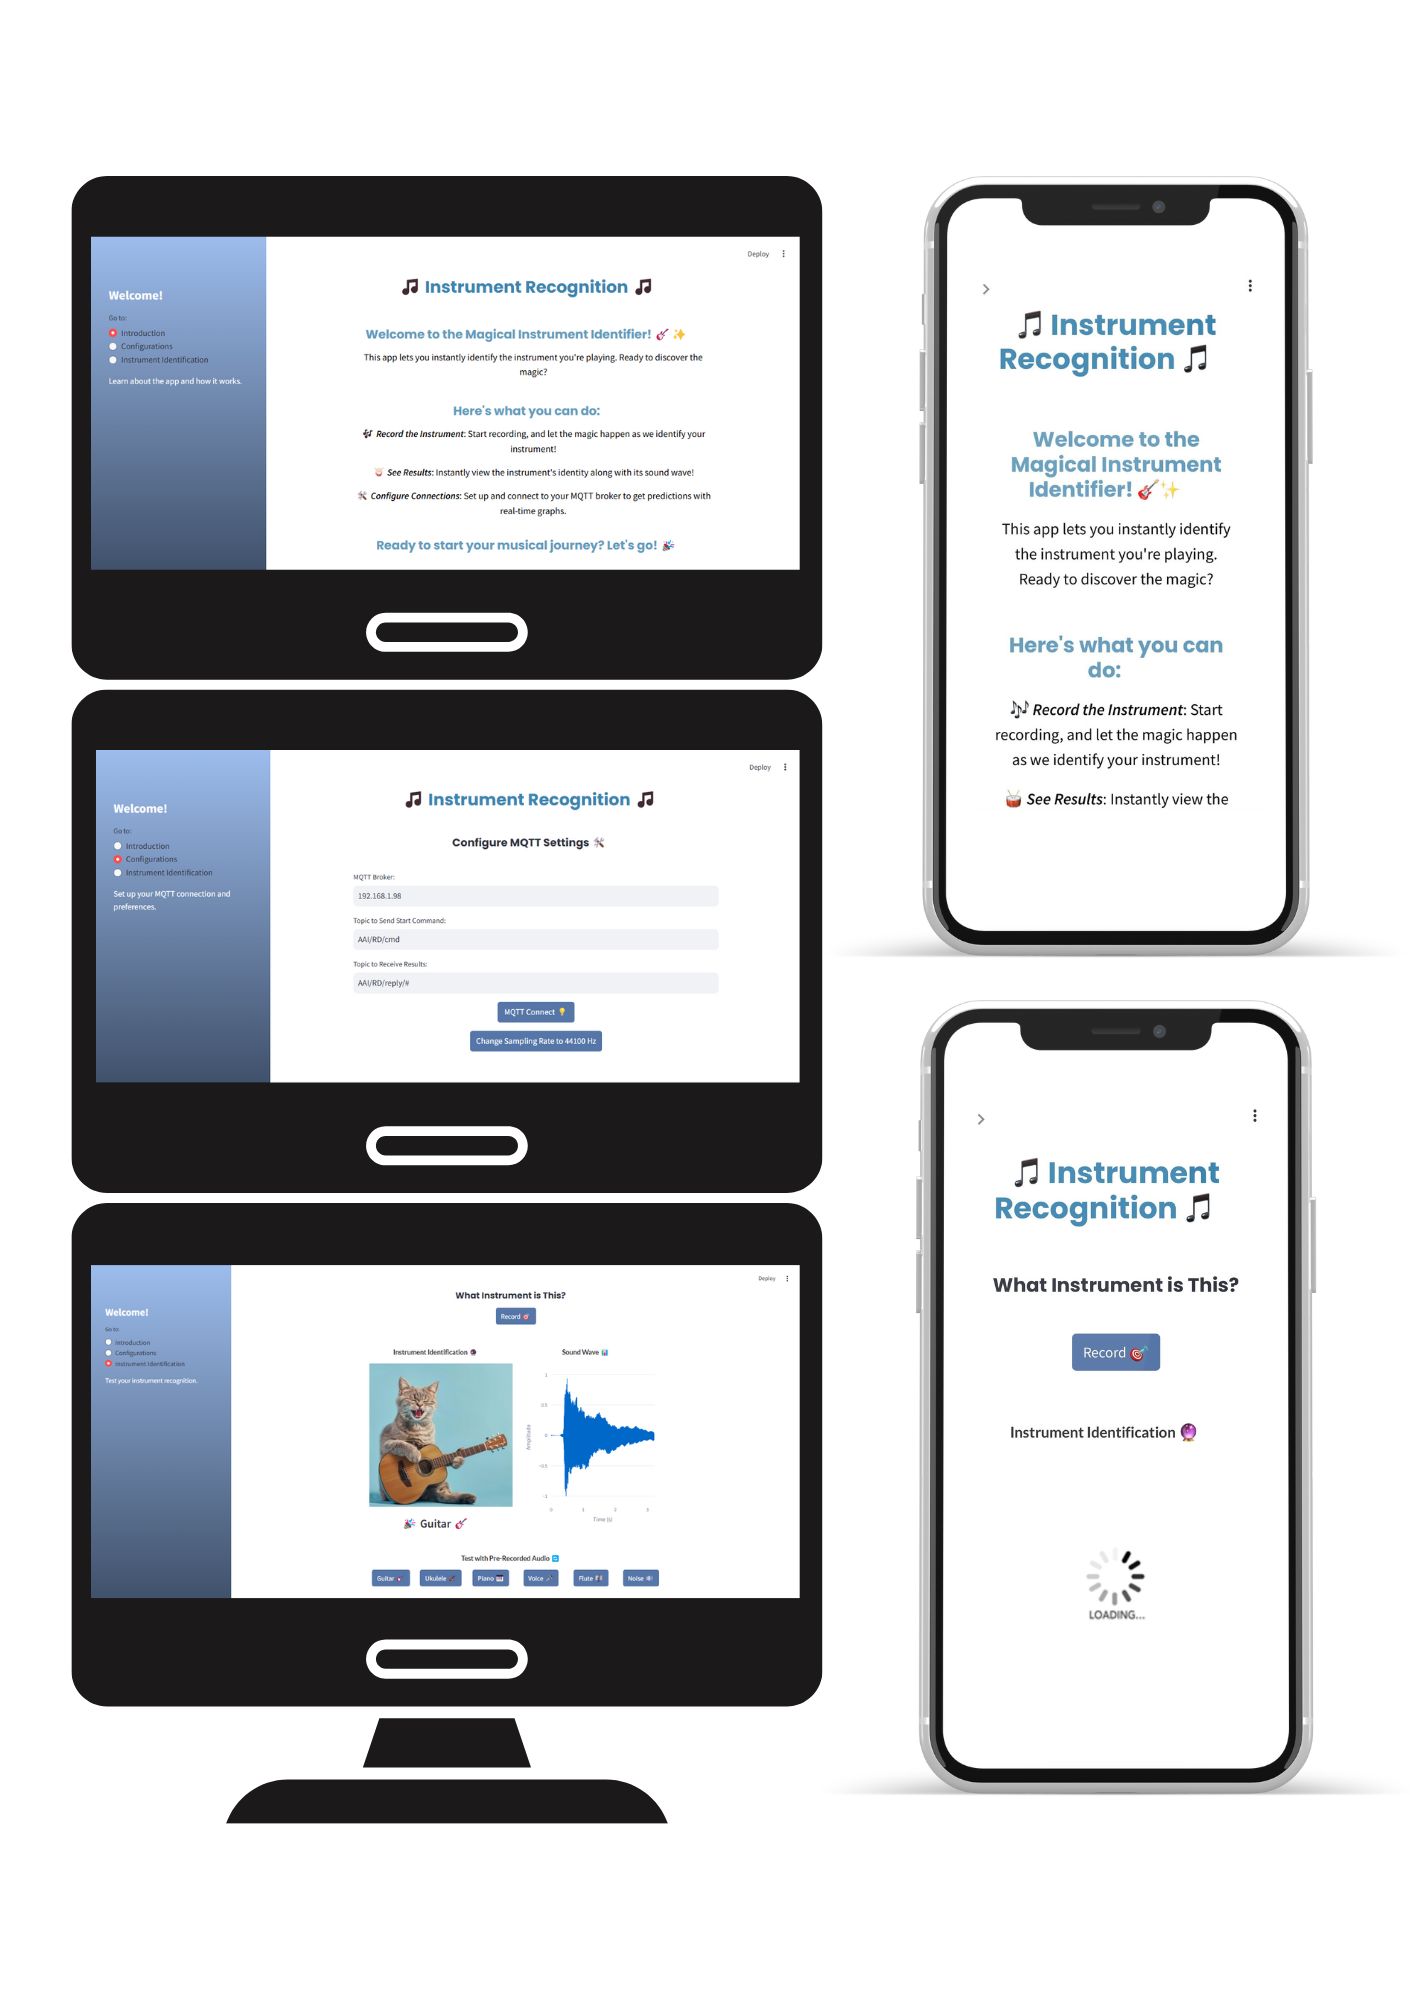 Deploy
🎵 Instrument Recognition 🎵
Welcome!
Go to:
Introduction
Configurations
Instrument Identification
Learn about the app and how it works.
Welcome to the Magical Instrument Identifier! 🎸✨
This app lets you instantly identify the instrument you're playing. Ready to discover the
magic?
Here's what you can do:
🎶 Record the Instrument: Start recording, and let the magic happen as we identify your
instrument!
🥁 See Results: Instantly view the instrument's identity along with its sound wave!
🛠️ Configure Connections: Set up and connect to your MQTT broker to get predictions with
real-time graphs.
Ready to start your musical journey? Let's go! 🎉
Deploy
🎵 Instrument Recognition 🎵
Welcome!
Go to:
Introduction
Configurations
Instrument Identification
Set up your MQTT connection and
preferences.
Configure MQTT Settings 🛠️
MQTT Broker:
192.168.1.98
Topic to Send Start Command:
AAI/RD/cmd
Topic to Receive Results:
AAI/RD/reply/#
MQTT Connect 💡
Change Sampling Rate to 44100 Hz
Deploy
Welcome!
Go to:
Introduction
Configurations
Instrument Identification
Test your instrument recognition.
What Instrument is This?
Record 🎯
Instrument Identification 🔮
Sound Wave 📊
1
0.5
0
−0.5
−1
Amplitude
0 1 2 3
Time (s)
🎉 Guitar 🎸
Test with Pre-Recorded Audio 🔄
Guitar Ukulele Piano Voice Flute Noise
🎵 Instrument
Recognition 🎵
Welcome to the
Magical Instrument
Identifier! 🎸✨
This app lets you instantly identify
the instrument you're playing.
Ready to discover the magic?
Here's what you can
do:
🎶 Record the Instrument: Start
recording, and let the magic happen
as we identify your instrument!
🥁 See Results: Instantly view the
🎵 Instrument
Recognition 🎵
What Instrument is This?
Record 🎯
Instrument Identification 🔮
LOADING...